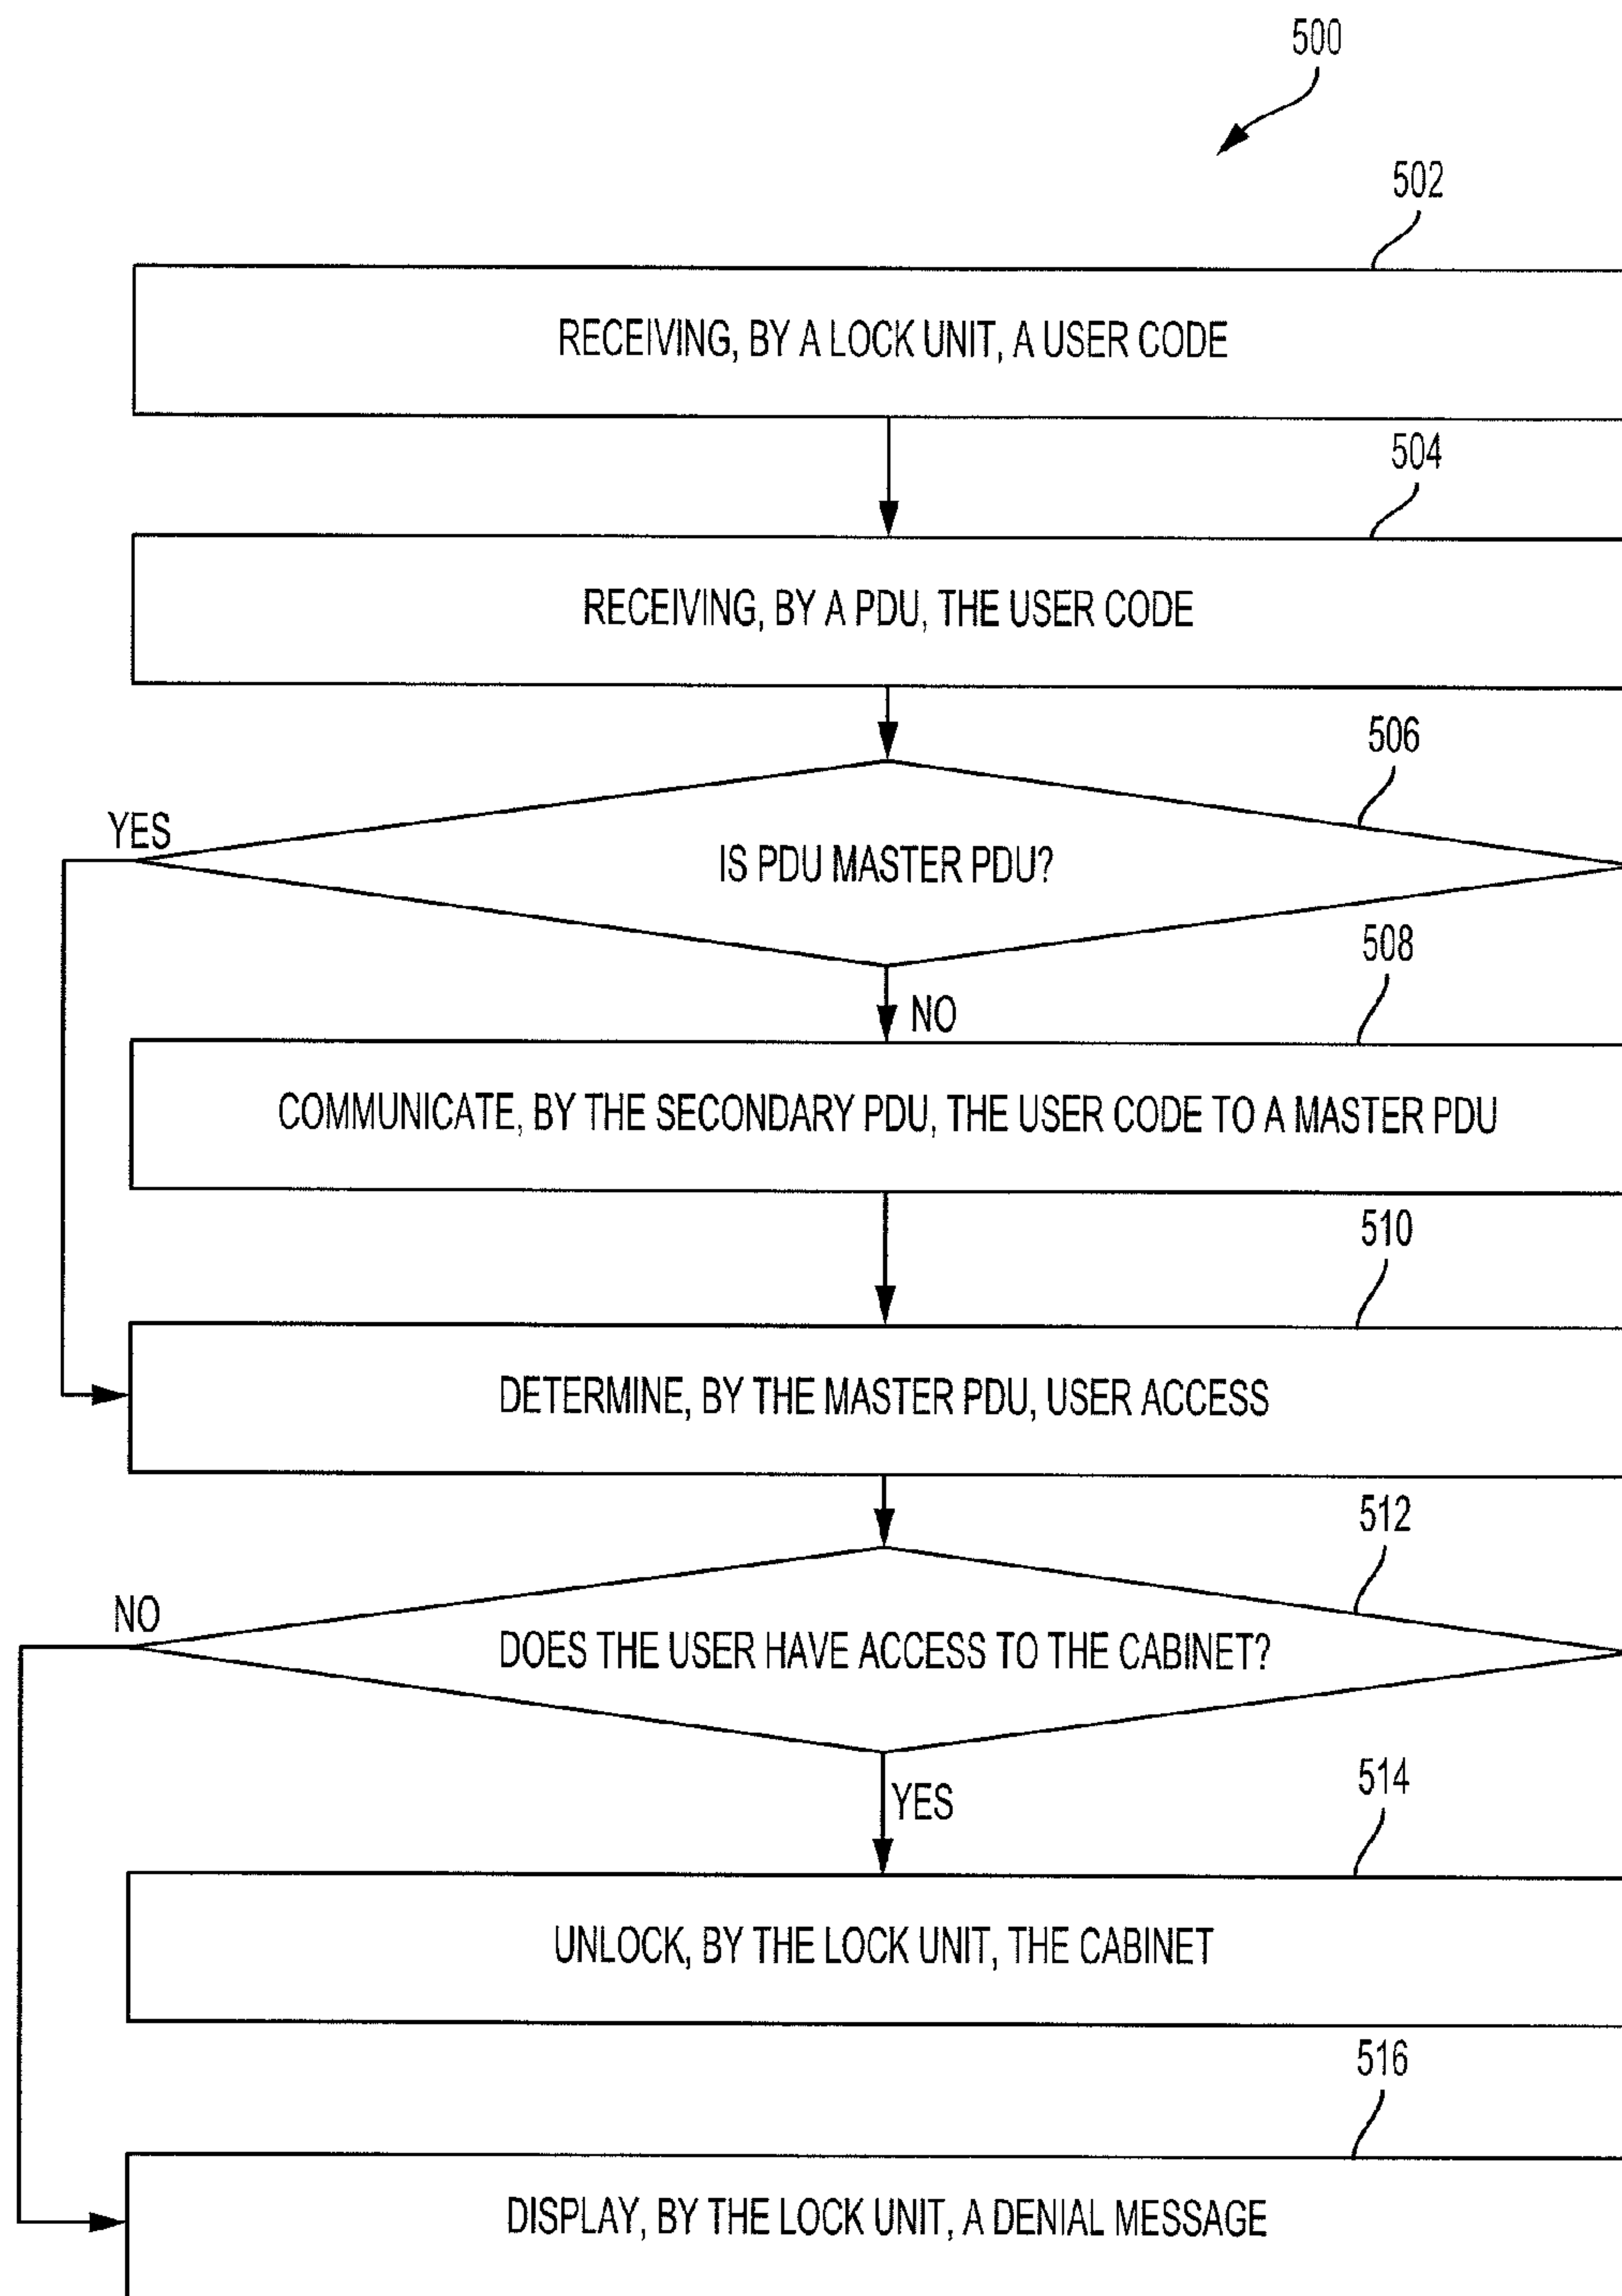 500
502
RECEIVING, BY A LOCK UNIT, A USER CODE
504
RECEIVING, BY A PDU, THE USER CODE
506
YES
IS PDU MASTER PDU?
508
NO
COMMUNICATE, BY THE SECONDARY PDU, THE USER CODE TO A MASTER PDU
510
DETERMINE, BY THE MASTER PDU, USER ACCESS
512
NO
DOES THE USER HAVE ACCESS TO THE CABINET?
514
YES
UNLOCK, BY THE LOCK UNIT, THE CABINET
516
DISPLAY, BY THE LOCK UNIT, A DENIAL MESSAGE